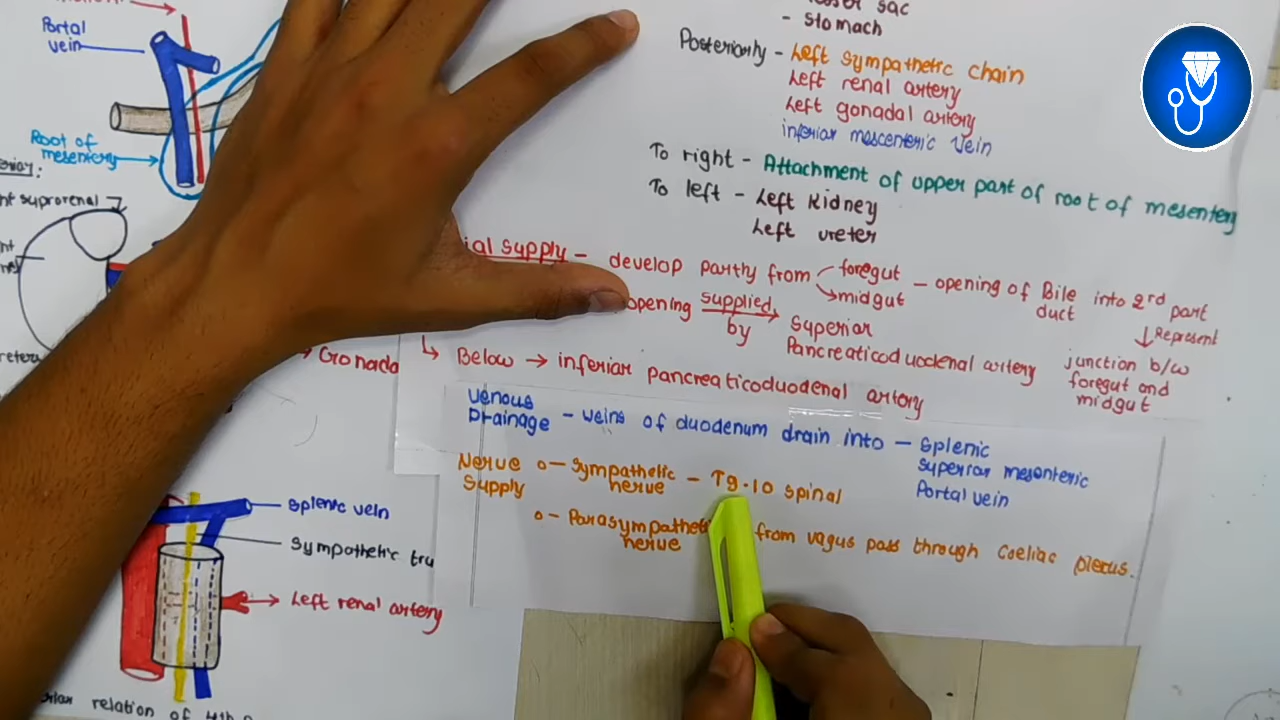 sac
- Stomach
Posteriorly - Left sympathetic chain
Left renal artery
Left gonadal artery
inferior mescenteric Vein
To right - Attachment of upper part of root of mesentery
To left - Left Kidney
Left ureter
ial supply - develop partly from foregut - opening of Bile duct into 2nd part
midgut
Represent
junction b/w
foregut and
midgut
opening supplied by Superior
Pancreaticoduodenal artery
Below → inferior pancreaticoduodenal artery
Venous
Drainage - Veins of duodenum drain into - Splenic
Superior mesonteric
Portal vein
Nerve
Supply
Sympathetic
nerve - T9.10 spinal
Parasympathetic
nerve from vagus pass through Coeliac plexus.
Portal
vein
Root of
mesentery
suprorenal
Gonada
Splenic vein
Sympathetic tru
Left renal artery
relation of 4th